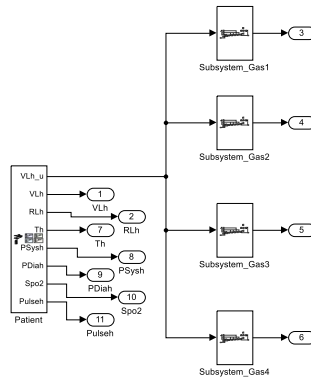 3
Subsystem_Gas1
4
Subsystem_Gas2
VLh_u
VLh
1
VLh
RLh
2
RLh
Th
7
Th
PSysh
8
PSysh
PDiah
9
PDiah
Spo2
10
Spo2
Pulseh
11
Pulseh
Patient
5
Subsystem_Gas3
6
Subsystem_Gas4